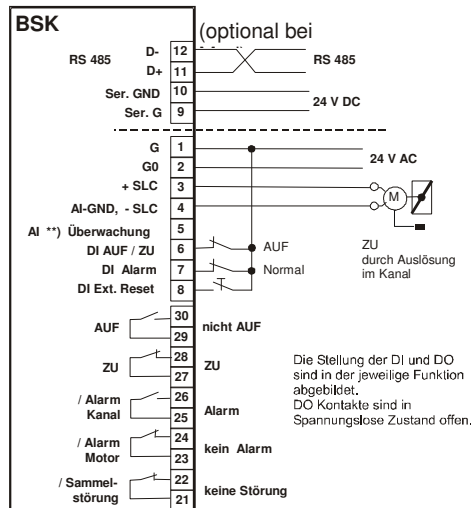 BSK
(optional bei
RS 485
D- 12
D+ 11
RS 485
Ser. GND 10
Ser. G 9
24 V DC
G 1
G0 2
24 V AC
+ SLC 3
M
AI-GND, - SLC 4
AI **) Überwachung 5
DI AUF / ZU 6
AUF
DI Alarm 7
Normal
DI Ext. Reset 8
ZU
durch Auslösung
im Kanal
AUF
30
29
nicht AUF
ZU
28
27
ZU
/ Alarm
Kanal
26
25
Alarm
/ Alarm
Motor
24
23
kein Alarm
/ Sammel-
störung
22
21
keine Störung
Die Stellung der DI und DO
sind in der jeweilige Funktion
abgebildet.
DO Kontakte sind in
Spannungslose Zustand offen.